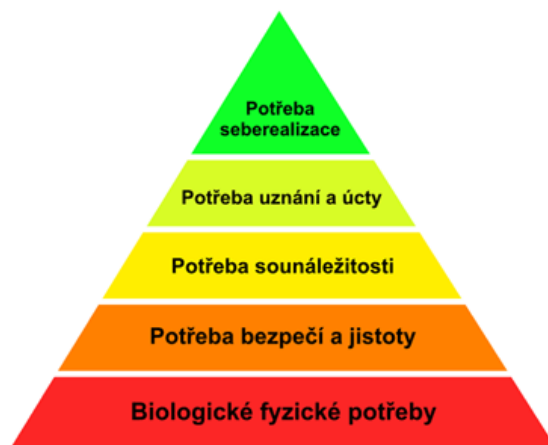 Potřeba
seberealizace
Potřeba uznání a úcty
Potřeba sounáležitosti
Potřeba bezpečí a jistoty
Biologické fyzické potřeby